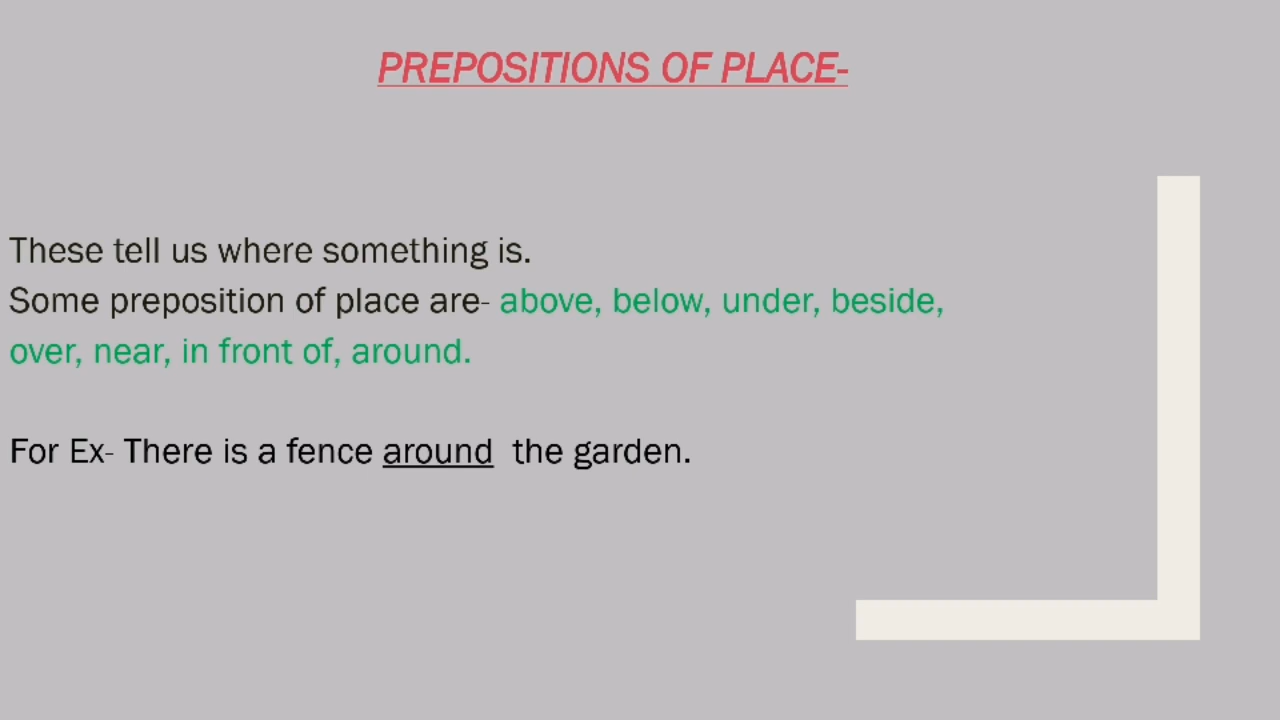 PREPOSITIONS OF PLACE-
These tell us where something is.
Some preposition of place are- above, below, under, beside,
over, near, in front of, around.
For Ex- There is a fence around the garden.